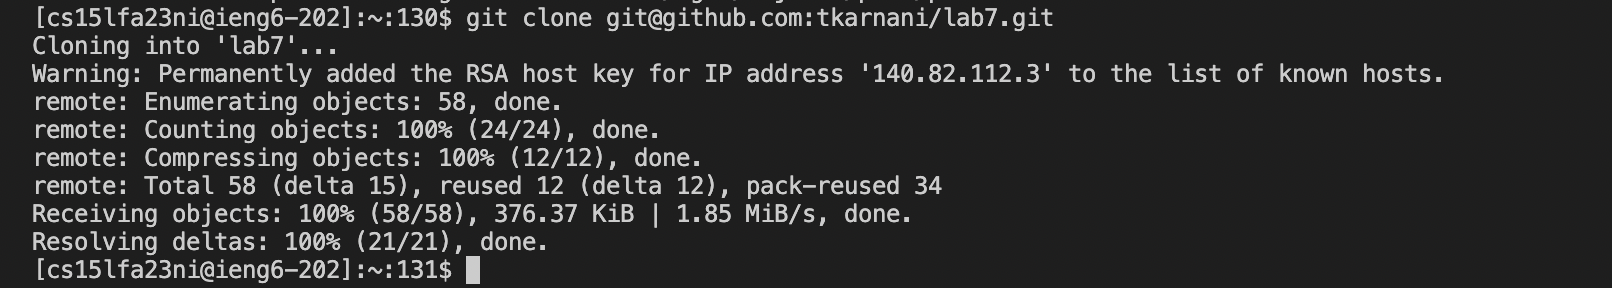 [cs15lfa23ni@ieng6-202]:~:130$ git clone git@github.com:tkarnani/lab7.git
Cloning into 'lab7'...
Warning: Permanently added the RSA host key for IP address '140.82.112.3' to the list of known hosts.
remote: Enumerating objects: 58, done.
remote: Counting objects: 100% (24/24), done.
remote: Compressing objects: 100% (12/12), done.
remote: Total 58 (delta 15), reused 12 (delta 12), pack-reused 34
Receiving objects: 100% (58/58), 376.37 KiB | 1.85 MiB/s, done.
Resolving deltas: 100% (21/21), done.
[cs15lfa23ni@ieng6-202]:~:131$